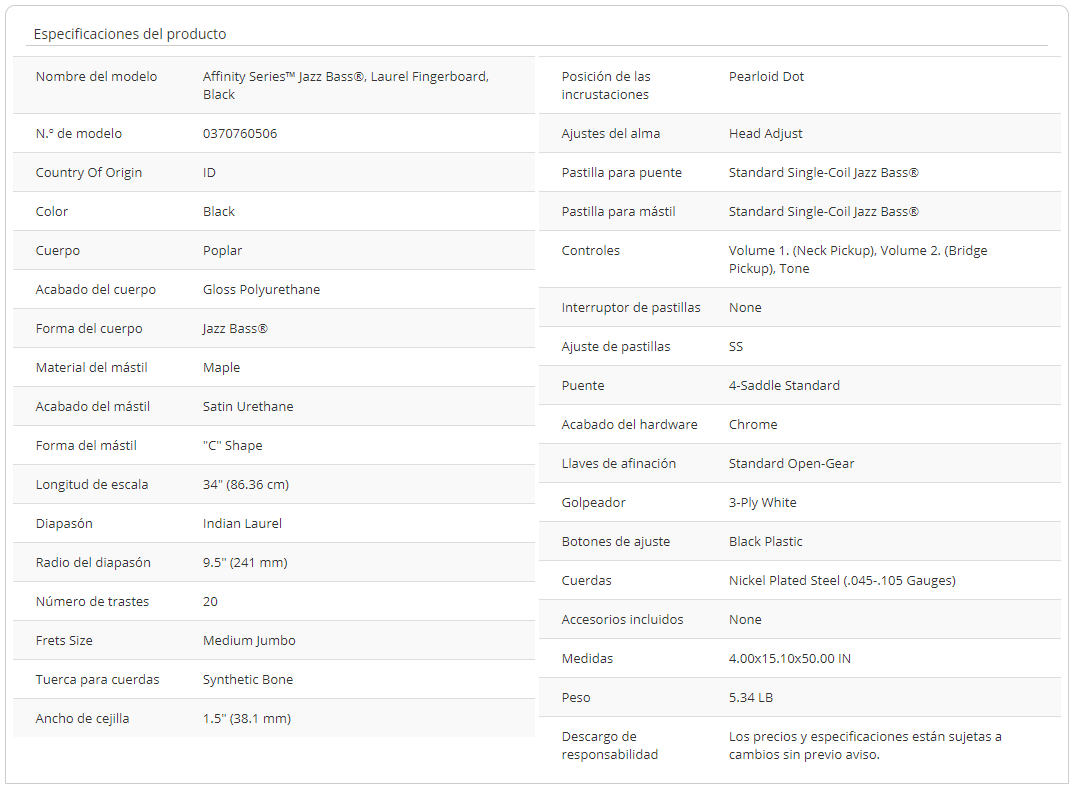 Especificaciones del producto
Nombre del modelo
Affinity Series™ Jazz Bass®, Laurel Fingerboard,
Black
N.º de modelo
0370760506
Country Of Origin
ID
Color
Black
Cuerpo
Poplar
Acabado del cuerpo
Gloss Polyurethane
Forma del cuerpo
Jazz Bass®
Material del mástil
Maple
Acabado del mástil
Satin Urethane
Forma del mástil
"C" Shape
Longitud de escala
34" (86.36 cm)
Diapasón
Indian Laurel
Radio del diapasón
9.5" (241 mm)
Número de trastes
20
Frets Size
Medium Jumbo
Tuerca para cuerdas
Synthetic Bone
Ancho de cejilla
1.5" (38.1 mm)
Posición de las
incrustaciones
Pearloid Dot
Ajustes del alma
Head Adjust
Pastilla para puente
Standard Single-Coil Jazz Bass®
Pastilla para mástil
Standard Single-Coil Jazz Bass®
Controles
Volume 1. (Neck Pickup), Volume 2. (Bridge
Pickup), Tone
Interruptor de pastillas
None
Ajuste de pastillas
SS
Puente
4-Saddle Standard
Acabado del hardware
Chrome
Llaves de afinación
Standard Open-Gear
Golpeador
3-Ply White
Botones de ajuste
Black Plastic
Cuerdas
Nickel Plated Steel (.045-.105 Gauges)
Accesorios incluidos
None
Medidas
4.00x15.10x50.00 IN
Peso
5.34 LB
Descargo de
responsabilidad
Los precios y especificaciones están sujetas a
cambios sin previo aviso.